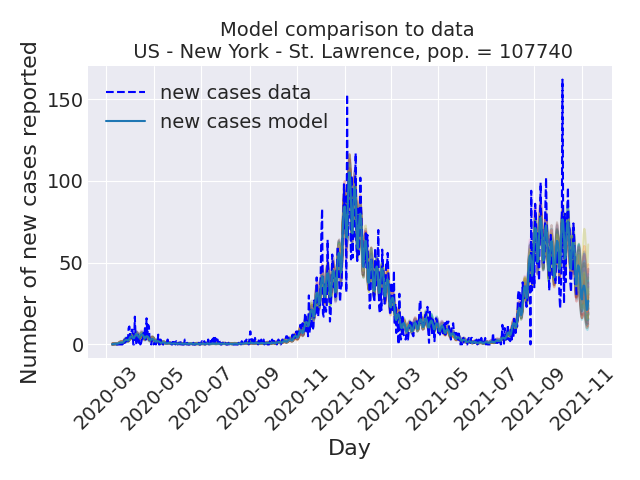 Model comparison to data
US - New York - St. Lawrence, pop. = 107740
Number of new cases reported
150
100
50
0
new cases data
new cases model
2020-03
2020-05
2020-07
2020-09
2020-11
2021-01
2021-03
2021-05
2021-07
2021-09
2021-11
Day